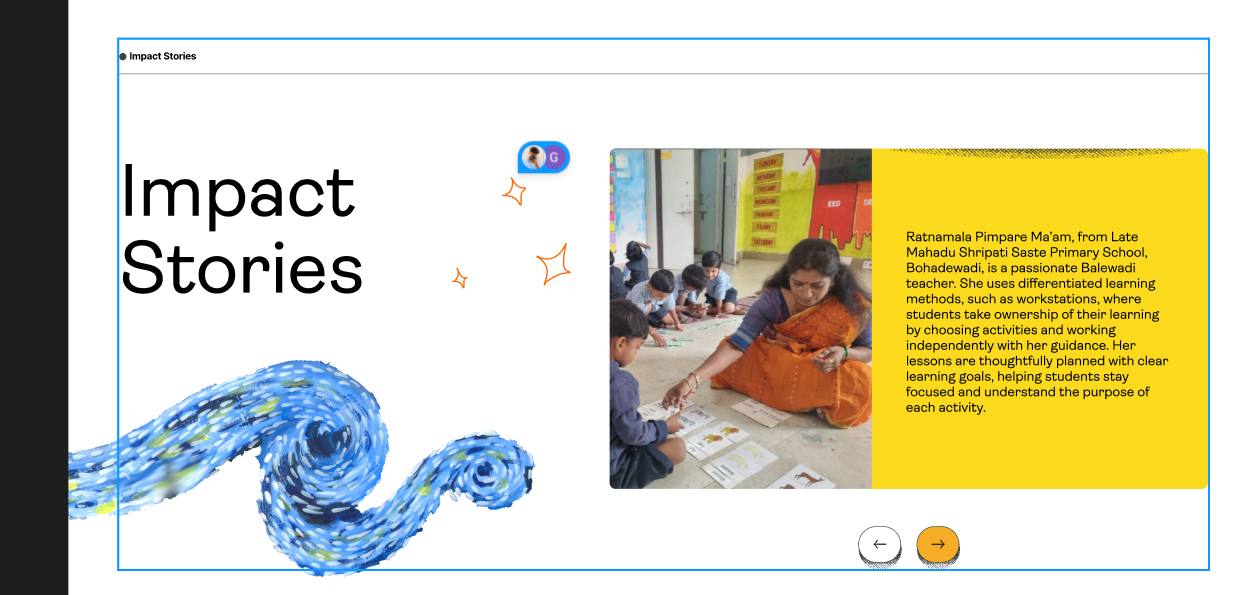 Impact Stories
Impact
Stories
G
SUNDAY
MONDAY
TUESDAY
WEDNESDAY
THURSDAY
FRIDAY
SATURDAY
RED
Ratnamala Pimpare Ma'am, from Late
Mahadu Shripati Saste Primary School,
Bohadewadi, is a passionate Balewadi
teacher. She uses differentiated learning
methods, such as workstations, where
students take ownership of their learning
by choosing activities and working
independently with her guidance. Her
lessons are thoughtfully planned with clear
learning goals, helping students stay
focused and understand the purpose of
each activity.